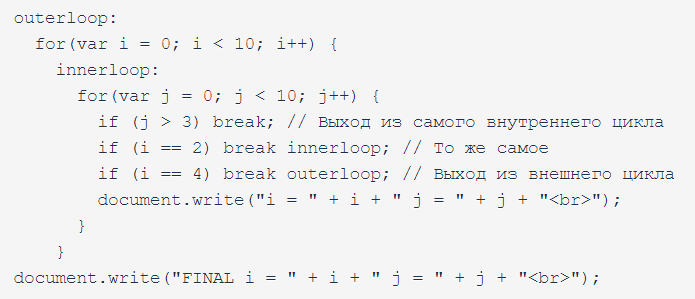 outerloop:
for(var i = 0; i < 10; i++) {
innerloop:
for(var j = 0; j < 10; j++) {
if (j > 3) break; // Выход из самого внутреннего цикла
if (i == 2) break innerloop; // То же самое
if (i == 4) break outerloop; // Выход из внешнего цикла
document.write("i = " + i + " j = " + j + "<br>");
}
}
document.write("FINAL i = " + i + " j = " + j + "<br>");